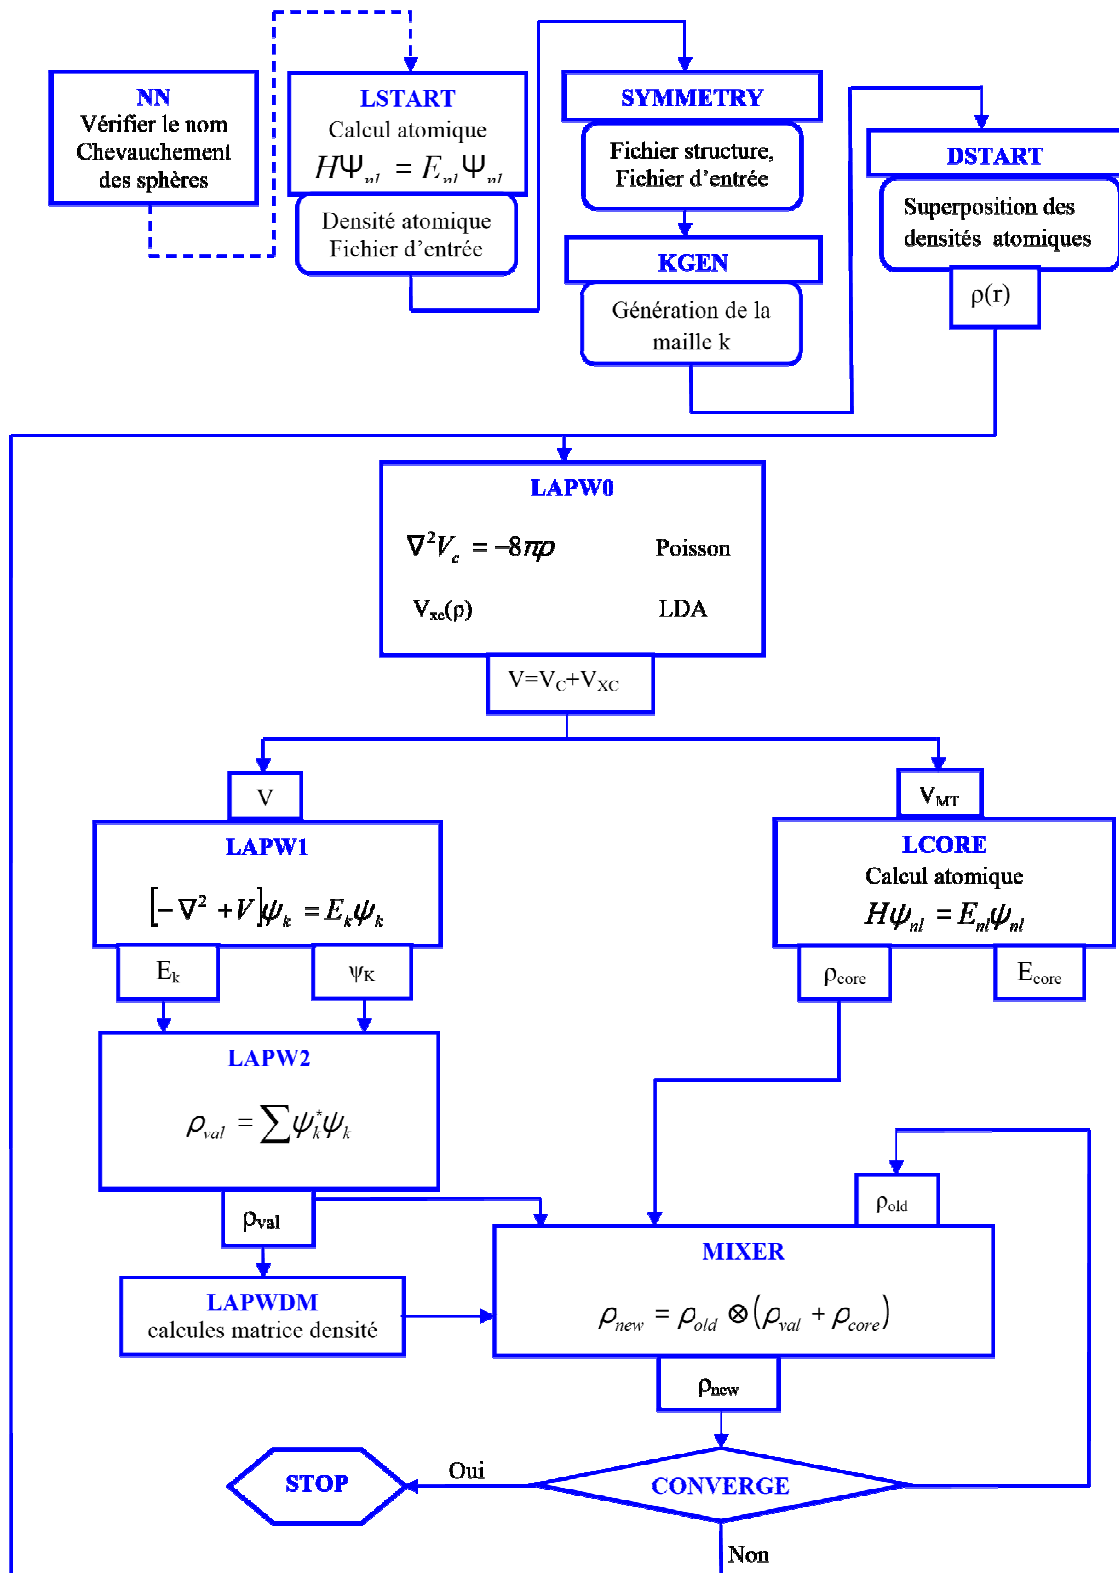 NN
Vérifier le nom
Chevauchement
des sphères
LSTART
Calcul atomique
HΨnl = EnlΨnl
Densité atomique
Fichier d'entrée
SYMMETRY
Fichier structure,
Fichier d'entrée
KGEN
Génération de la
maille k
DSTART
Superposition des
densités atomiques
ρ(r)
LAPW0
∇²Vc = −8πρ Poisson
Vxc(ρ) LDA
V=VC+VXC
V
LAPW1
[−∇² + V]ψk = Ekψk
Ek
ψK
VMT
LCORE
Calcul atomique
Hψnl = Enlψnl
ρcore
Ecore
LAPW2
ρval = ∑ψk*ψk
ρval
LAPWDM
calcules matrice densité
ρold
MIXER
ρnew = ρold ⊗ (ρval + ρcore)
ρnew
CONVERGE
Oui
STOP
Non